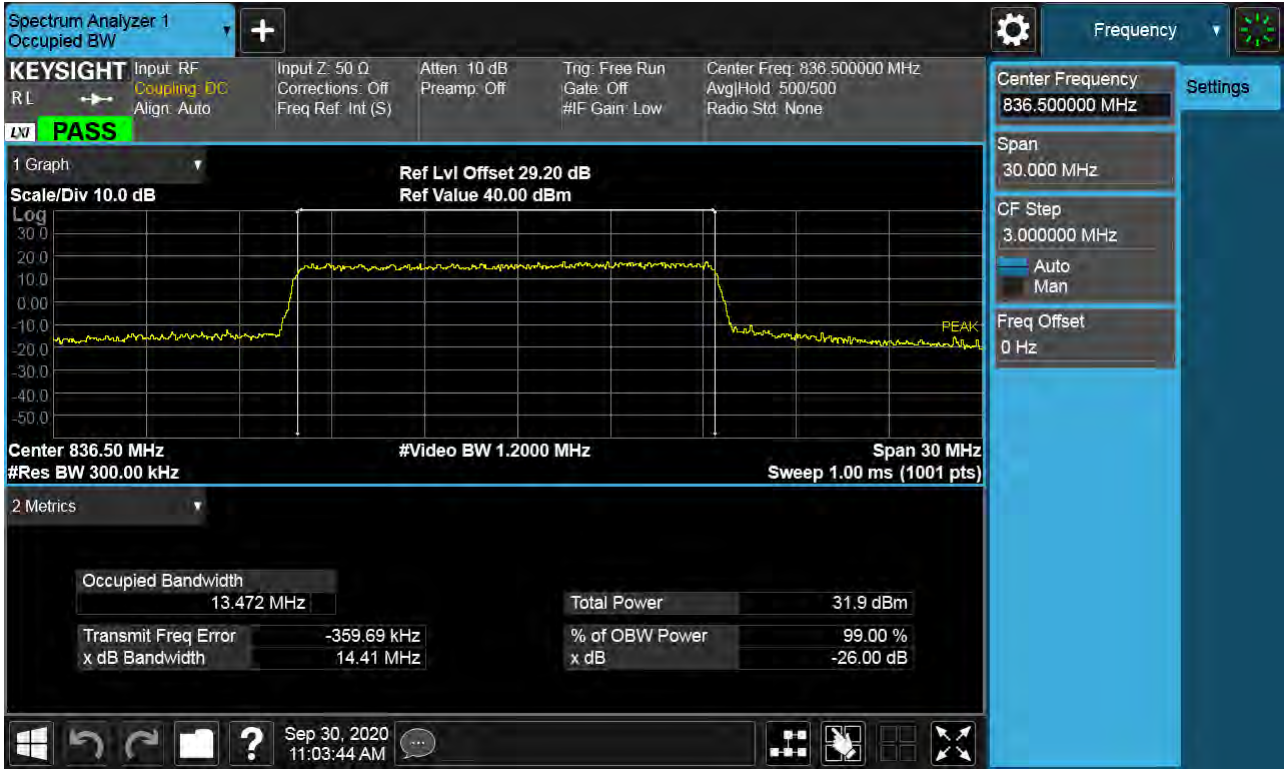 Spectrum Analyzer 1
Occupied BW
+
Frequency
KEYSIGHT
RL
LXI PASS
Input: RF
Coupling: DC
Align: Auto
Input Z: 50 Ω
Corrections: Off
Freq Ref: Int (S)
Atten: 10 dB
Preamp: Off
Trig: Free Run
Gate: Off
#IF Gain: Low
Center Freq: 836.500000 MHz
Avg|Hold: 500/500
Radio Std: None
1 Graph
Scale/Div 10.0 dB
Ref Lvl Offset 29.20 dB
Ref Value 40.00 dBm
Log
30.0
20.0
10.0
0.00
-10.0
-20.0
-30.0
-40.0
-50.0
PEAK
Center 836.50 MHz
#Res BW 300.00 kHz
#Video BW 1.2000 MHz
Span 30 MHz
Sweep 1.00 ms (1001 pts)
2 Metrics
Occupied Bandwidth
13.472 MHz
Transmit Freq Error -359.69 kHz
x dB Bandwidth 14.41 MHz
Total Power 31.9 dBm
% of OBW Power 99.00 %
x dB -26.00 dB
?
Sep 30, 2020
11:03:44 AM
Center Frequency
836.500000 MHz
Span
30.000 MHz
CF Step
3.000000 MHz
Auto
Man
Freq Offset
0 Hz
Settings